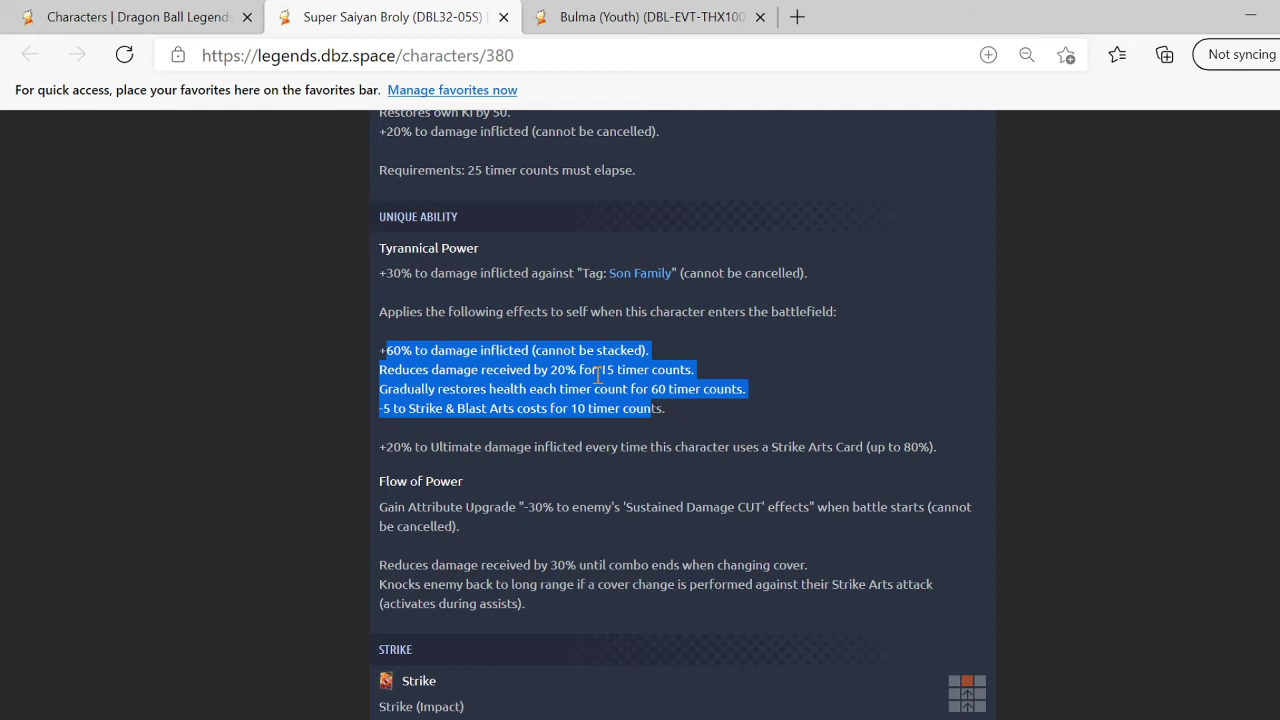 Characters | Dragon Ball Legends
Super Saiyan Broly (DBL32-05S) |
Bulma (Youth) (DBL-EVT-THX100
https://legends.dbz.space/characters/380
Not syncing
For quick access, place your favorites here on the favorites bar. Manage favorites now
Restores own Ki by 50.
+20% to damage inflicted (cannot be cancelled).
Requirements: 25 timer counts must elapse.
UNIQUE ABILITY
Tyrannical Power
+30% to damage inflicted against "Tag: Son Family" (cannot be cancelled).
Applies the following effects to self when this character enters the battlefield:
+60% to damage inflicted (cannot be stacked).
Reduces damage received by 20% for 15 timer counts.
Gradually restores health each timer count for 60 timer counts.
-5 to Strike & Blast Arts costs for 10 timer counts.
+20% to Ultimate damage inflicted every time this character uses a Strike Arts Card (up to 80%).
Flow of Power
Gain Attribute Upgrade "-30% to enemy's 'Sustained Damage CUT' effects" when battle starts (cannot
be cancelled).
Reduces damage received by 30% until combo ends when changing cover.
Knocks enemy back to long range if a cover change is performed against their Strike Arts attack
(activates during assists).
STRIKE
Strike
Strike (Impact)